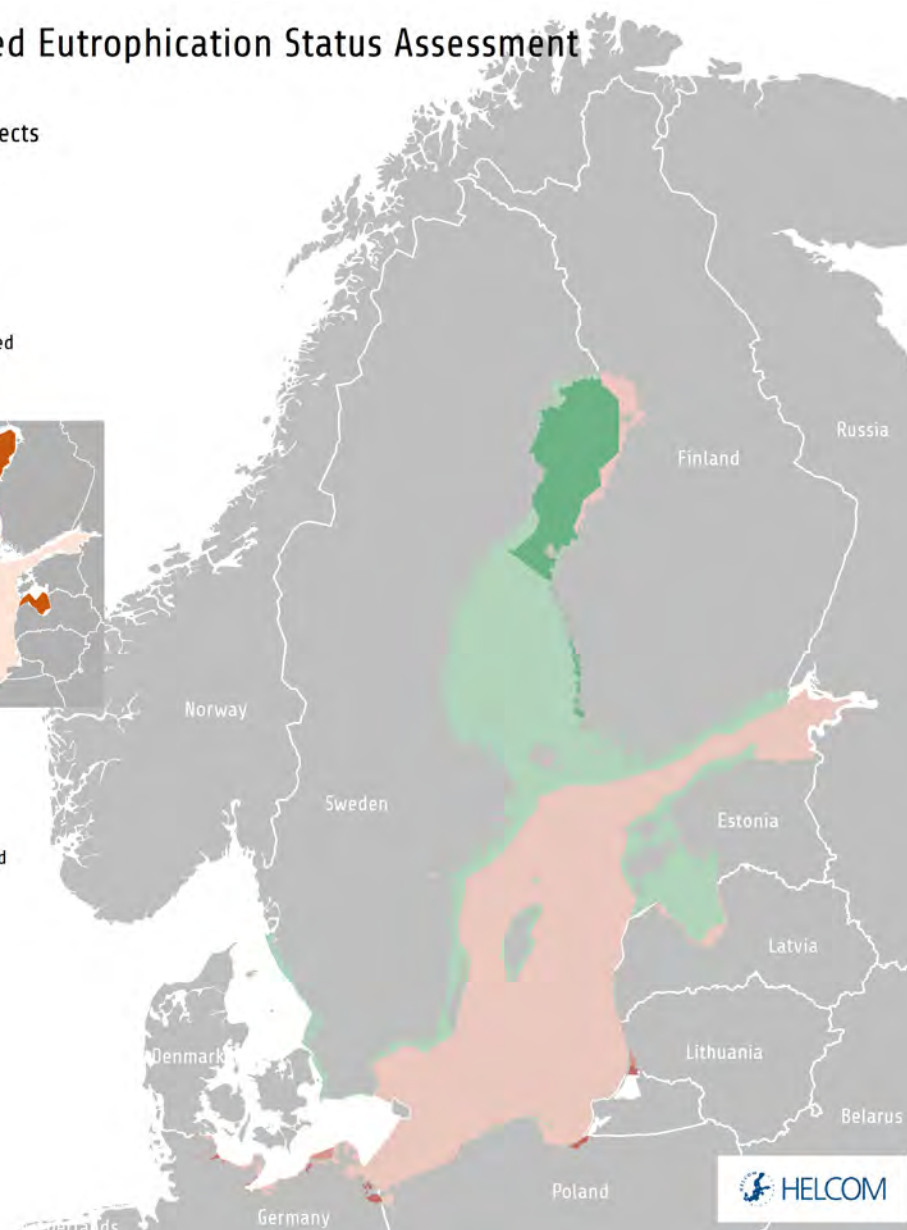 ed Eutrophication Status Assessment
ects
ed
Russia
Finland
Norway
Sweden
Estonia
d
Latvia
Denmark
Lithuania
Belarus
Poland
HELCOM
Germany